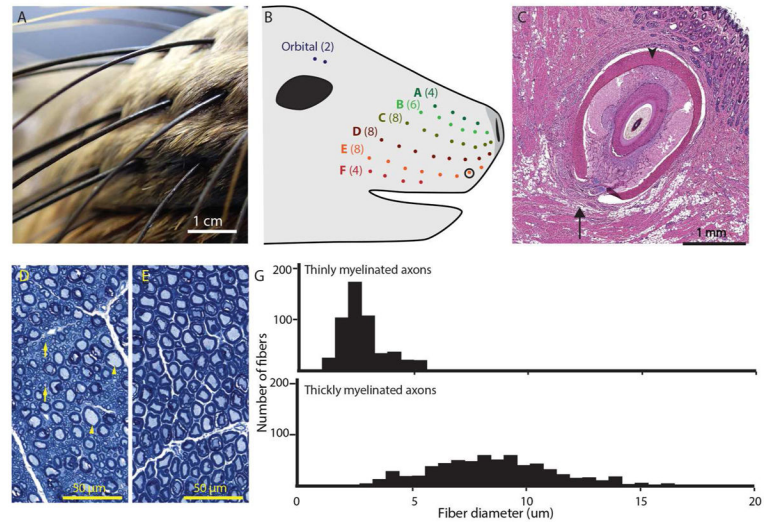 A
1 cm
B
Orbital (2)
A (4)
B (6)
C (8)
D (8)
E (8)
F (4)
C
1 mm
D
50 µm
E
50 µm
G
Thinly myelinated axons
200
100
Thickly myelinated axons
200
100
Number of fibers
0 5 10 15 20
Fiber diameter (um)